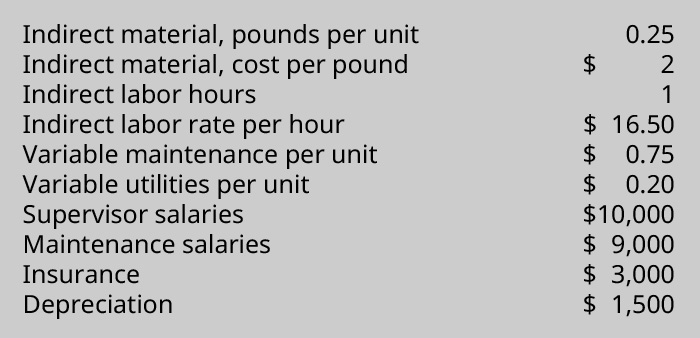 Indirect material, pounds per unit 0.25
Indirect material, cost per pound $ 2
Indirect labor hours 1
Indirect labor rate per hour $ 16.50
Variable maintenance per unit $ 0.75
Variable utilities per unit $ 0.20
Supervisor salaries $10,000
Maintenance salaries $ 9,000
Insurance $ 3,000
Depreciation $ 1,500